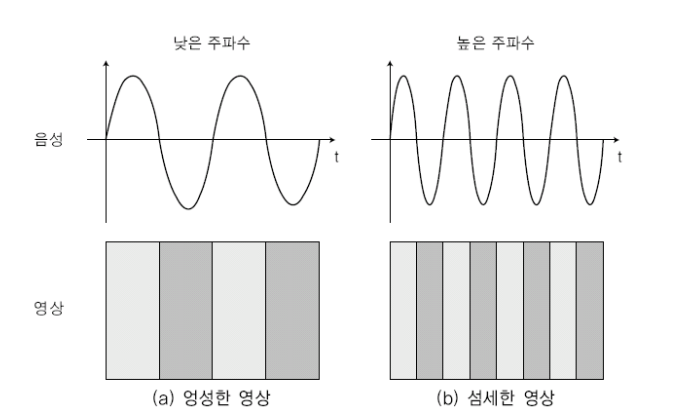 낮은 주파수
높은 주파수
음성
t
t
영상
(a) 엉성한 영상
(b) 섬세한 영상